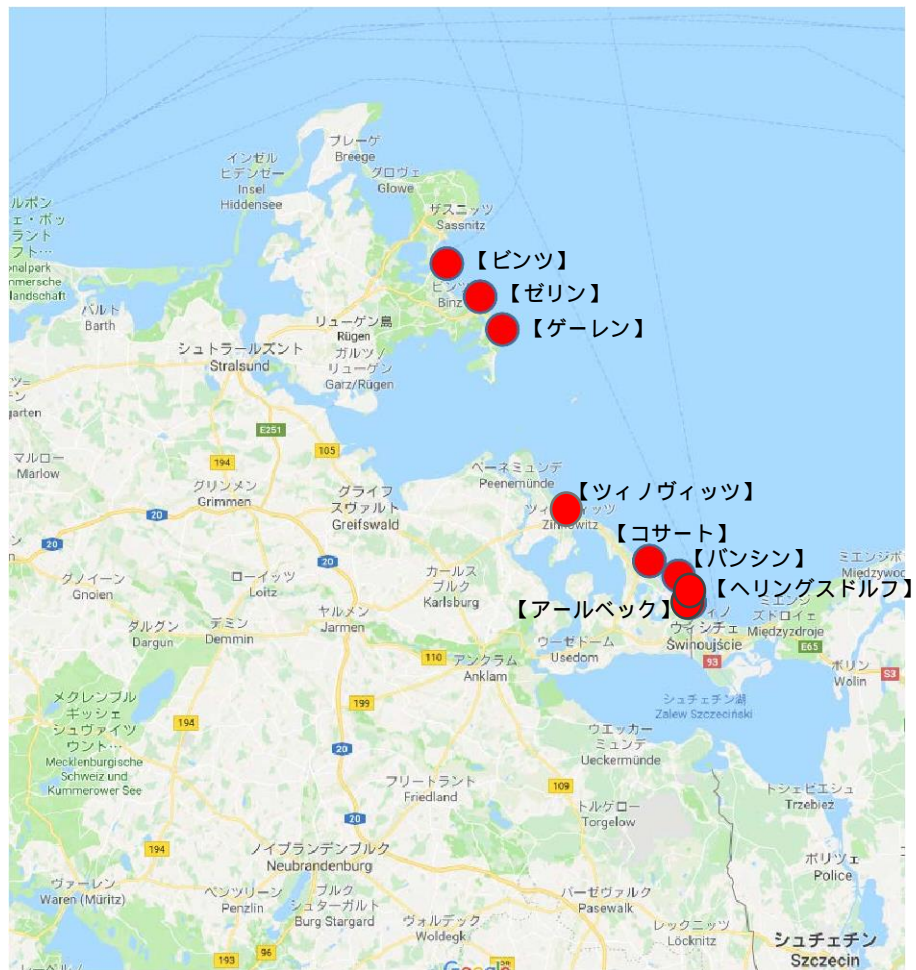 ブレーゲ
Breege
インゼル
ヒデンゼー
Insel
Hiddensee
グロヴェ
Glowe
ザスニッツ
Sassnitz
ルポン
ェ・ポッ
ラント
フト…
onalpark
mmersche
landschaft
【ビンツ】
Binz
【ゼリン】
【ゲーレン】
バルト
Barth
リューゲン島
Rügen
シュトラールズント
Stralsund
ガルツ/
リューゲン
Garz/Rügen
garten
E251
105
マルロー
Marlow
194
グリンメン
Grimmen
グライフ
スヴァルト
Greifswald
ペーネミュンデ
Peenemünde
【ツィノヴィッツ】
20
20
【コサート】
【バンシン】
ミエンジボ
Międzywod
グノイーン
Gnoien
ローイッツ
Loitz
カールス
ブルク
Karlsburg
【ヘリングスドルフ】
【アールベック】
ウィシチェ
Świnoujście
ズドロイェ
Międzyzdroje
ダルグン
Dargun
デミン
Demmin
ヤルメン
Jarmen
ウーゼドーム
Usedom
E65
110
アンクラム
Anklam
93
ボリン
Wolin
S3
メクレンブル
ギッシェ
シュヴァイツ
ウント…
Mecklenburgische
Schweiz und
Kummerower See
194
199
シュチェチン湖
Zalew Szczeciński
20
ウエッカー
ミュンデ
Ueckermünde
フリートラント
Friedland
109
トルゲロー
Torgelow
トシェビエシュ
Trzebież
20
194
ノイブランデンブルク
Neubrandenburg
ポリツェ
Police
ヴァーレン
Waren (Müritz)
ペンツリーン
Penzlin
ブルク
シュターガルト
Burg Stargard
パーゼヴァルク
Pasewalk
ヴォルデック
Woldegk
レックニッツ
Löcknitz
シュチェチン
Szczecin
193
96
Google